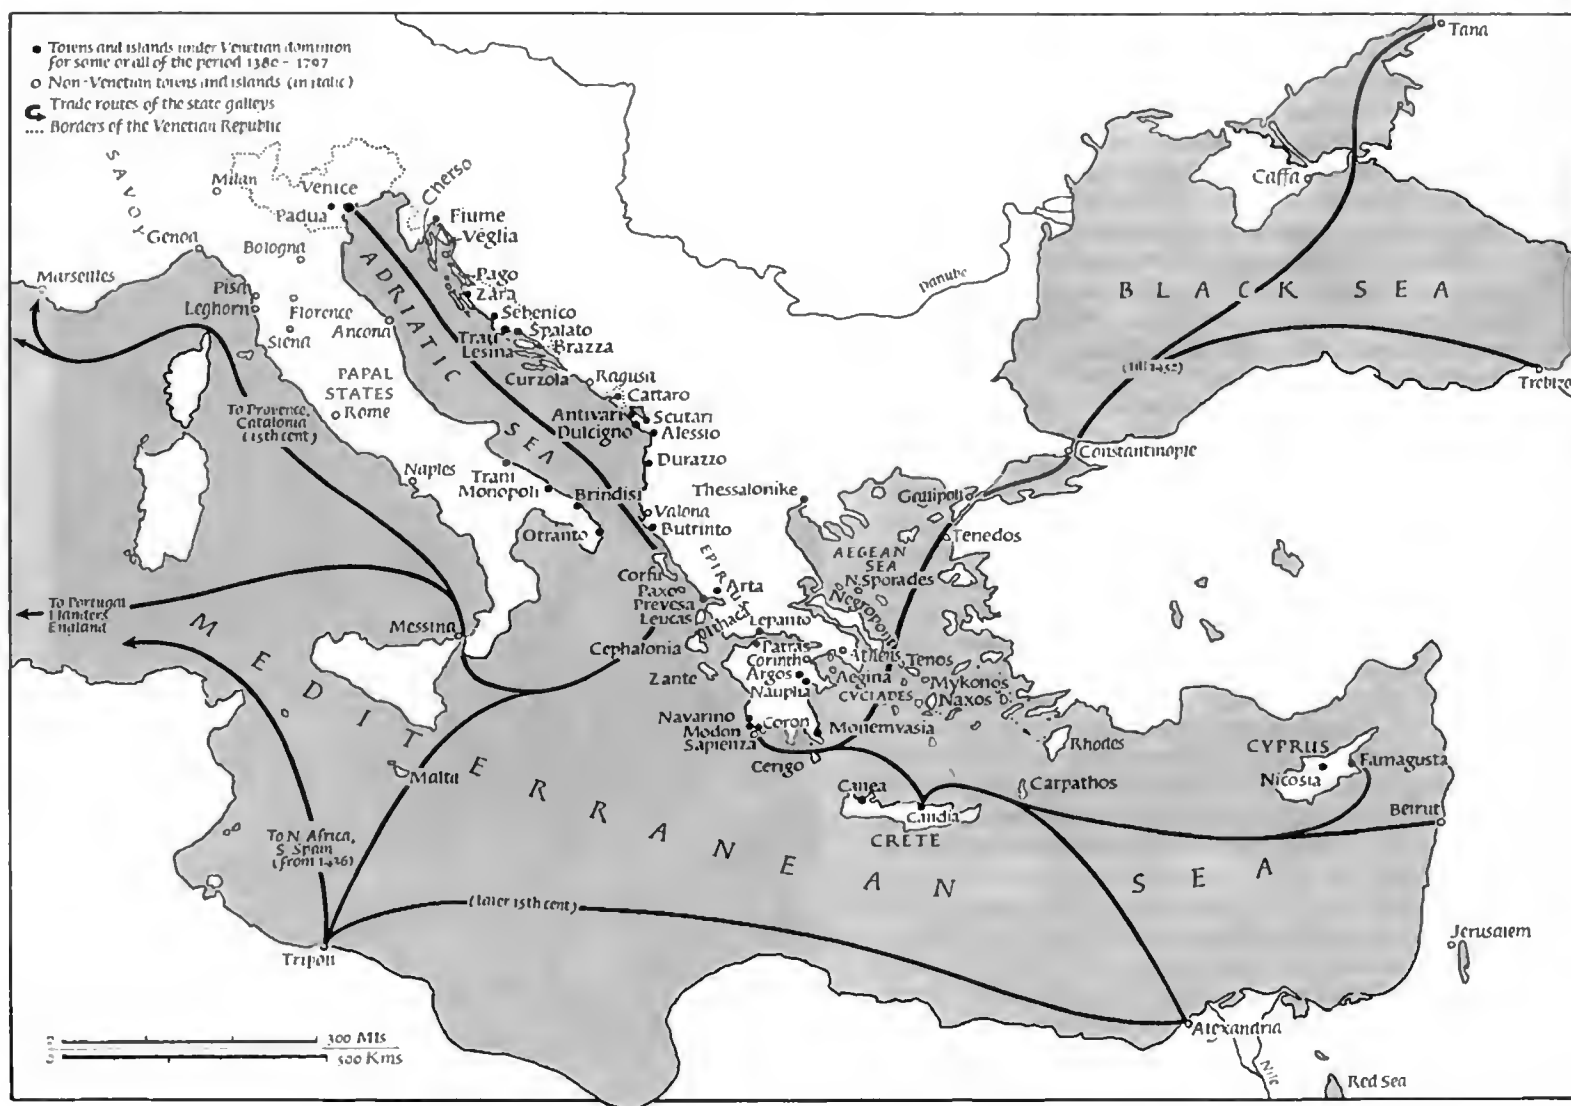 Towns and islands under Venetian dominion
for some or all of the period 1380 - 1797
Non-Venetian towns and islands (in italic)
Trade routes of the state galleys
Borders of the Venetian Republic
SAVOY
Milan
Venice
Padua
Cherso
Fiume
Veglia
Genoa
Bologna
Marseilles
Pisa
Leghorn
Florence
Siena
Ancona
ADRIATIC
SEA
Pago
Zara
Sebenico
Trau
Spalato
Lesina
Brazza
Curzola
Ragusa
Cattaro
PAPAL
STATES
Rome
Antivari
Dulcigno
Scutari
Alessio
Durazzo
To Provence,
Catalonia
(15th cent)
Naples
Trani
Monopoli
Brindisi
Otranto
Valona
Butrinto
Thessalonike
EPIRUS
Corfu
Paxo
Prevesa
Leucas
Arta
Ithaca
Cephalonia
Zante
Lepanto
Patras
Corinth
Argos
Nauplia
Athens
Aegina
AEGEAN
SEA
N. Sporades
Negropont
Tenos
Mykonos
Naxos
CYCLADES
Navarino
Modon
Sapienza
Coron
Monemvasia
Cerigo
Canea
Candia
CRETE
Carpathos
Rhodes
CYPRUS
Nicosia
Famagusta
Beirut
Jerusalem
Alexandria
Nile
Red Sea
Danube
Tana
Caffa
BLACK SEA
(till 1452)
Constantinople
Gallipoli
Tenedos
To Portugal
Flanders
England
Messina
Malta
MEDITERRANEAN SEA
To N. Africa,
S. Spain
(from 1436)
(later 15th cent)
Tripoli
300 Mls
500 Kms